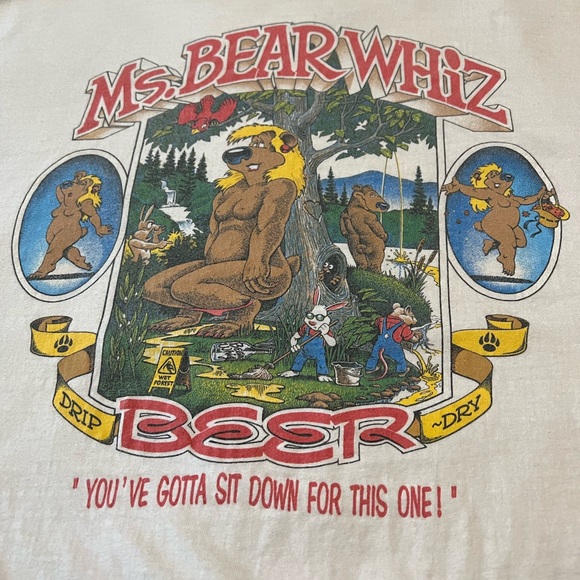 Ms. BEAR WHiZ
CAUTION
WET
FOREST
DRIP
~DRY
BEER
"YOU'VE GOTTA SIT DOWN FOR THIS ONE!"